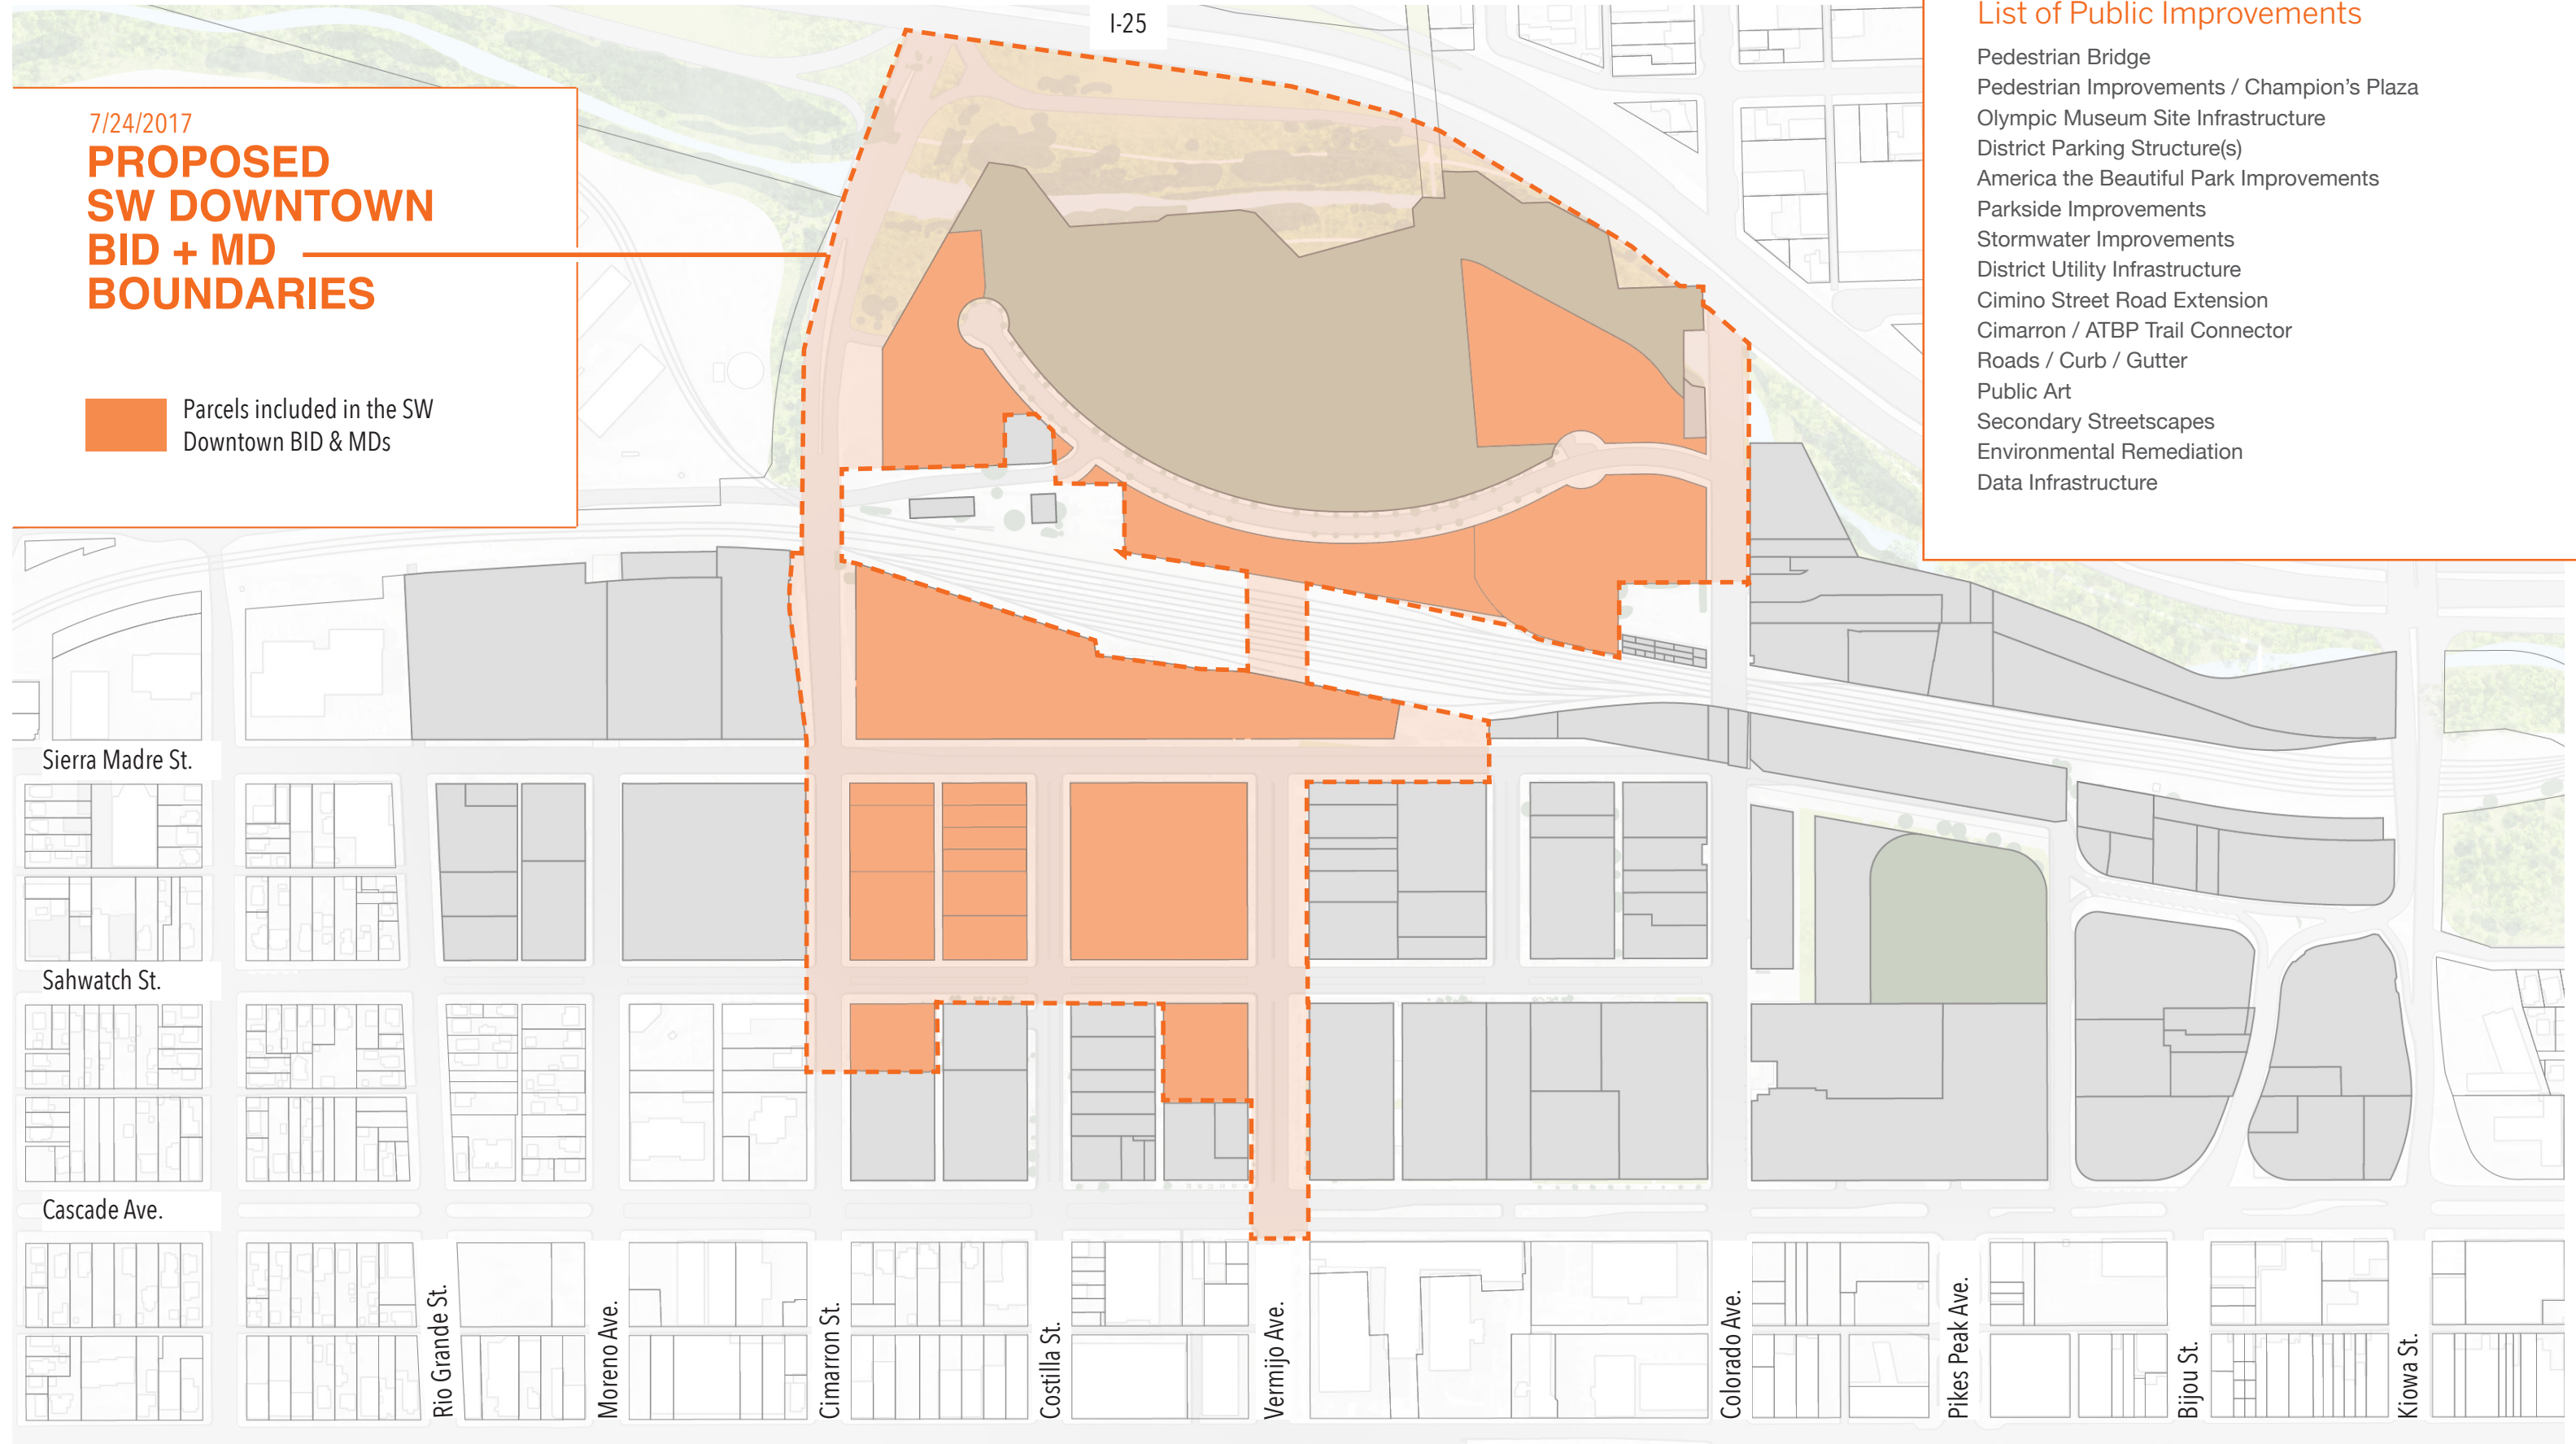 I-25
7/24/2017
PROPOSED
SW DOWNTOWN
BID + MD
BOUNDARIES
Parcels included in the SW
Downtown BID & MDs
List of Public Improvements
Pedestrian Bridge
Pedestrian Improvements / Champion's Plaza
Olympic Museum Site Infrastructure
District Parking Structure(s)
America the Beautiful Park Improvements
Parkside Improvements
Stormwater Improvements
District Utility Infrastructure
Cimino Street Road Extension
Cimarron / ATBP Trail Connector
Roads / Curb / Gutter
Public Art
Secondary Streetscapes
Environmental Remediation
Data Infrastructure
Sierra Madre St.
Sahwatch St.
Cascade Ave.
Rio Grande St.
Moreno Ave.
Cimarron St.
Costilla St.
Vermijo Ave.
Colorado Ave.
Pikes Peak Ave.
Bijou St.
Kiowa St.